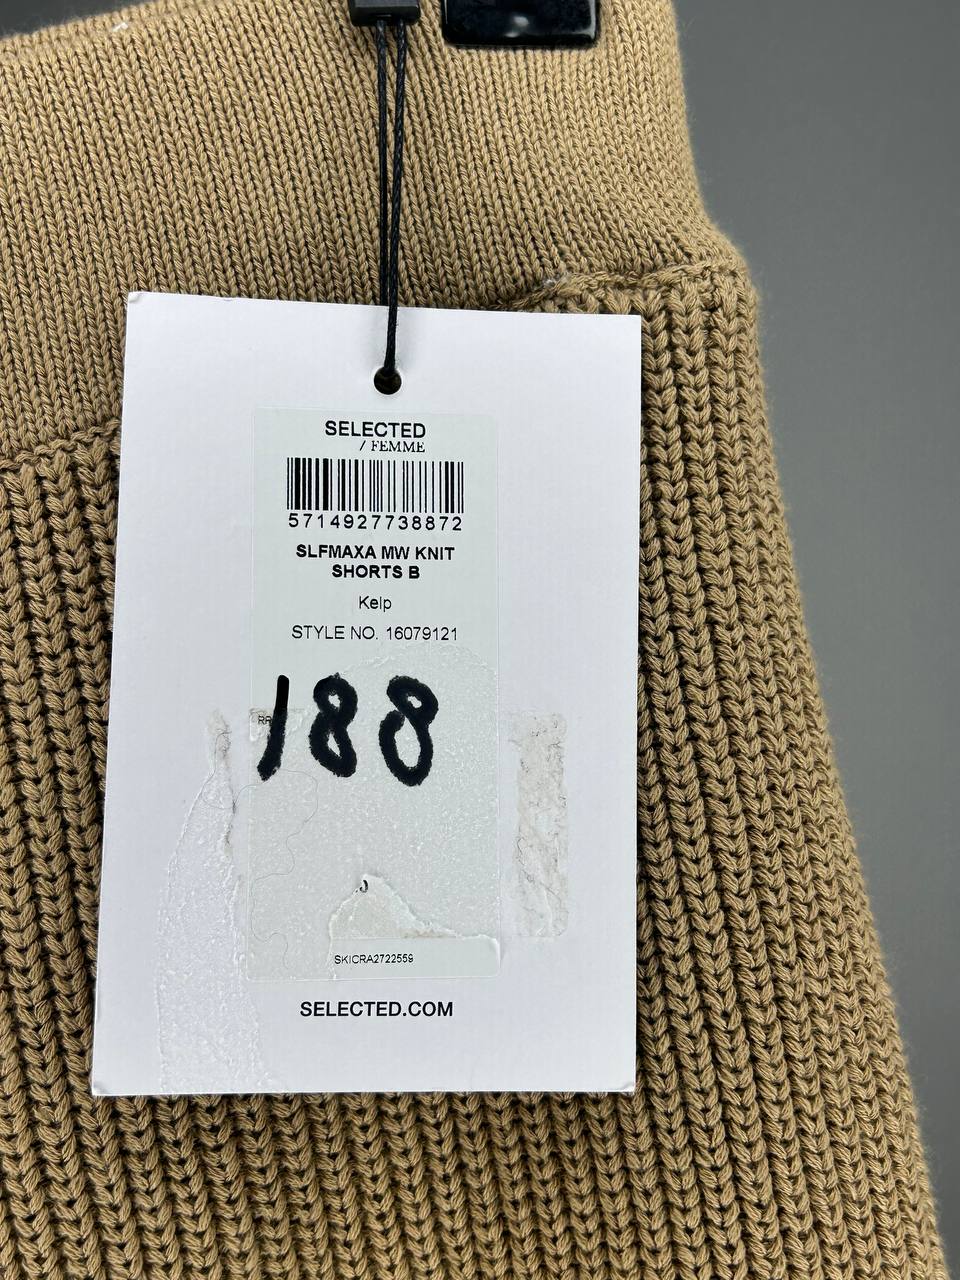 SELECTED
/ FEMME
5714927738872
SLFMAXA MW KNIT
SHORTS B
Kelp
STYLE NO. 16079121
188
SKICRA2722559
SELECTED.COM